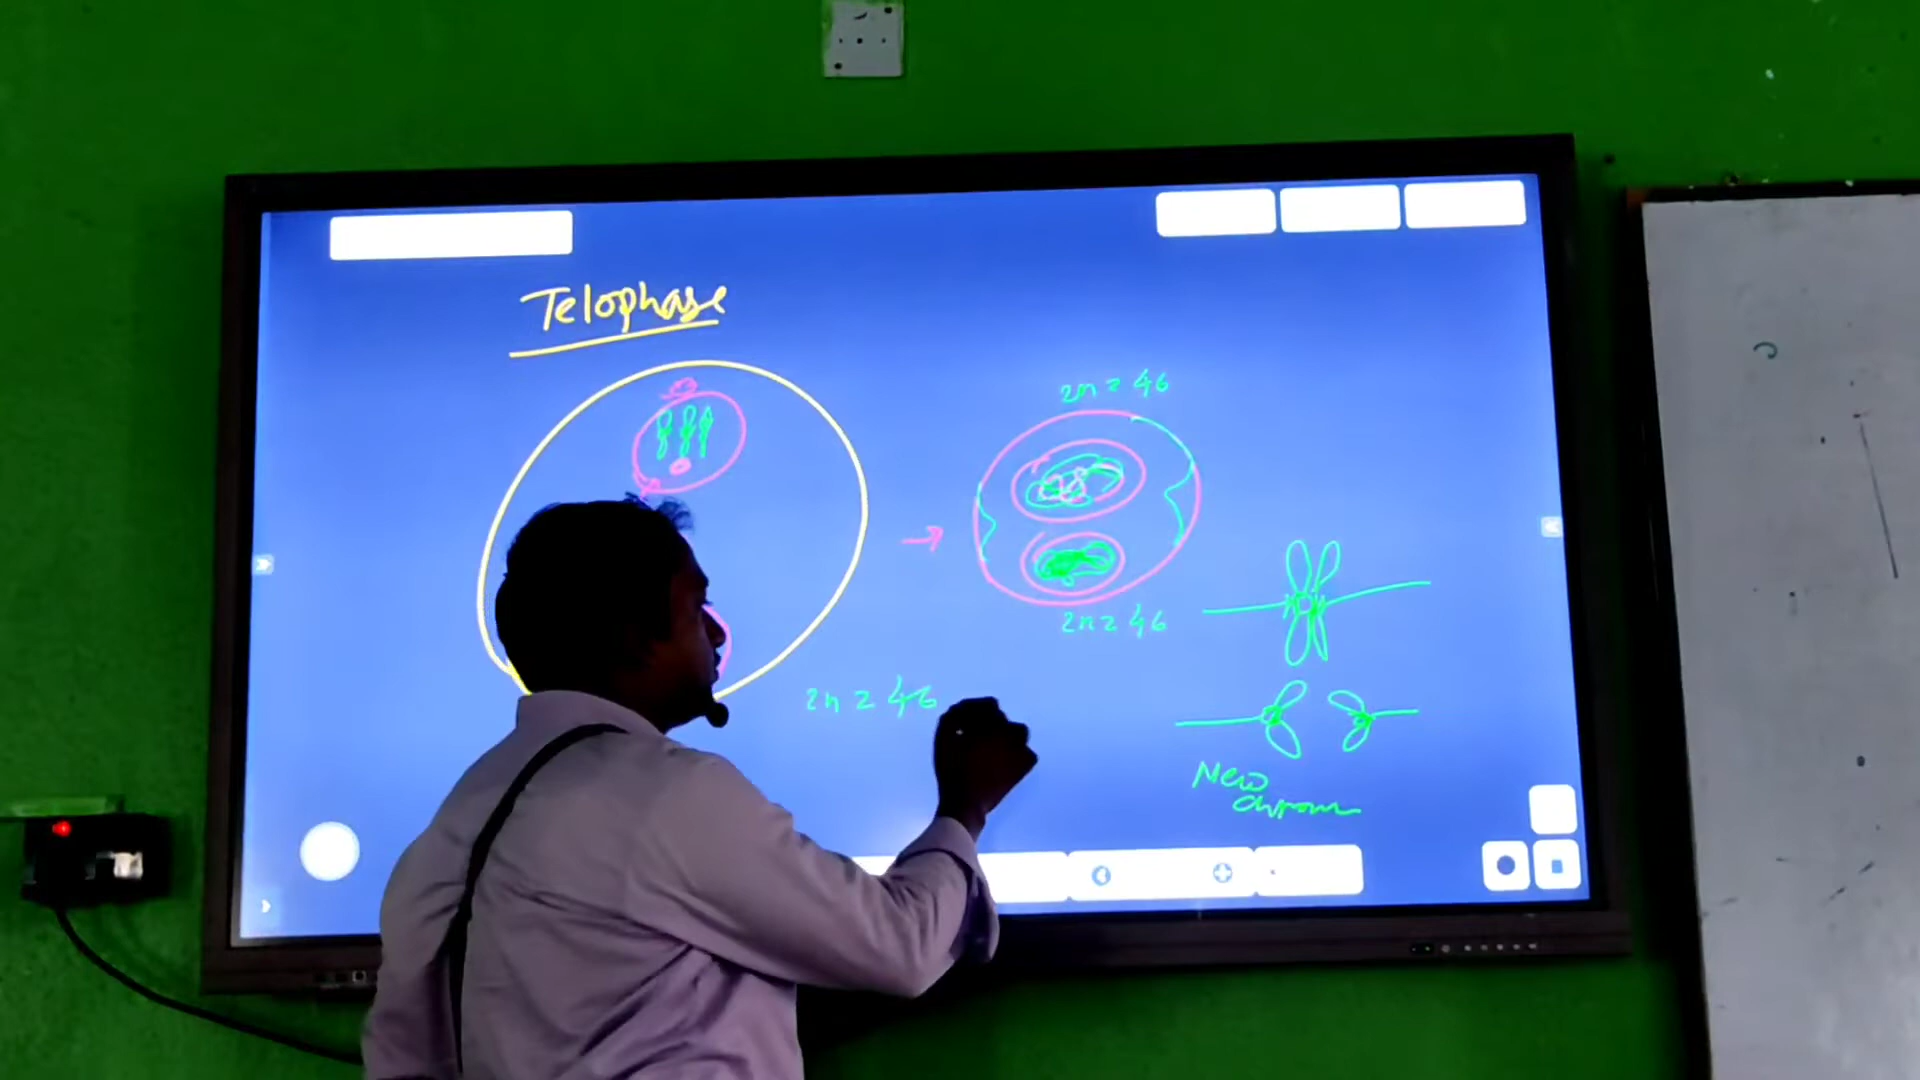 Telophase
2n = 46
2n = 46
2n = 46
New